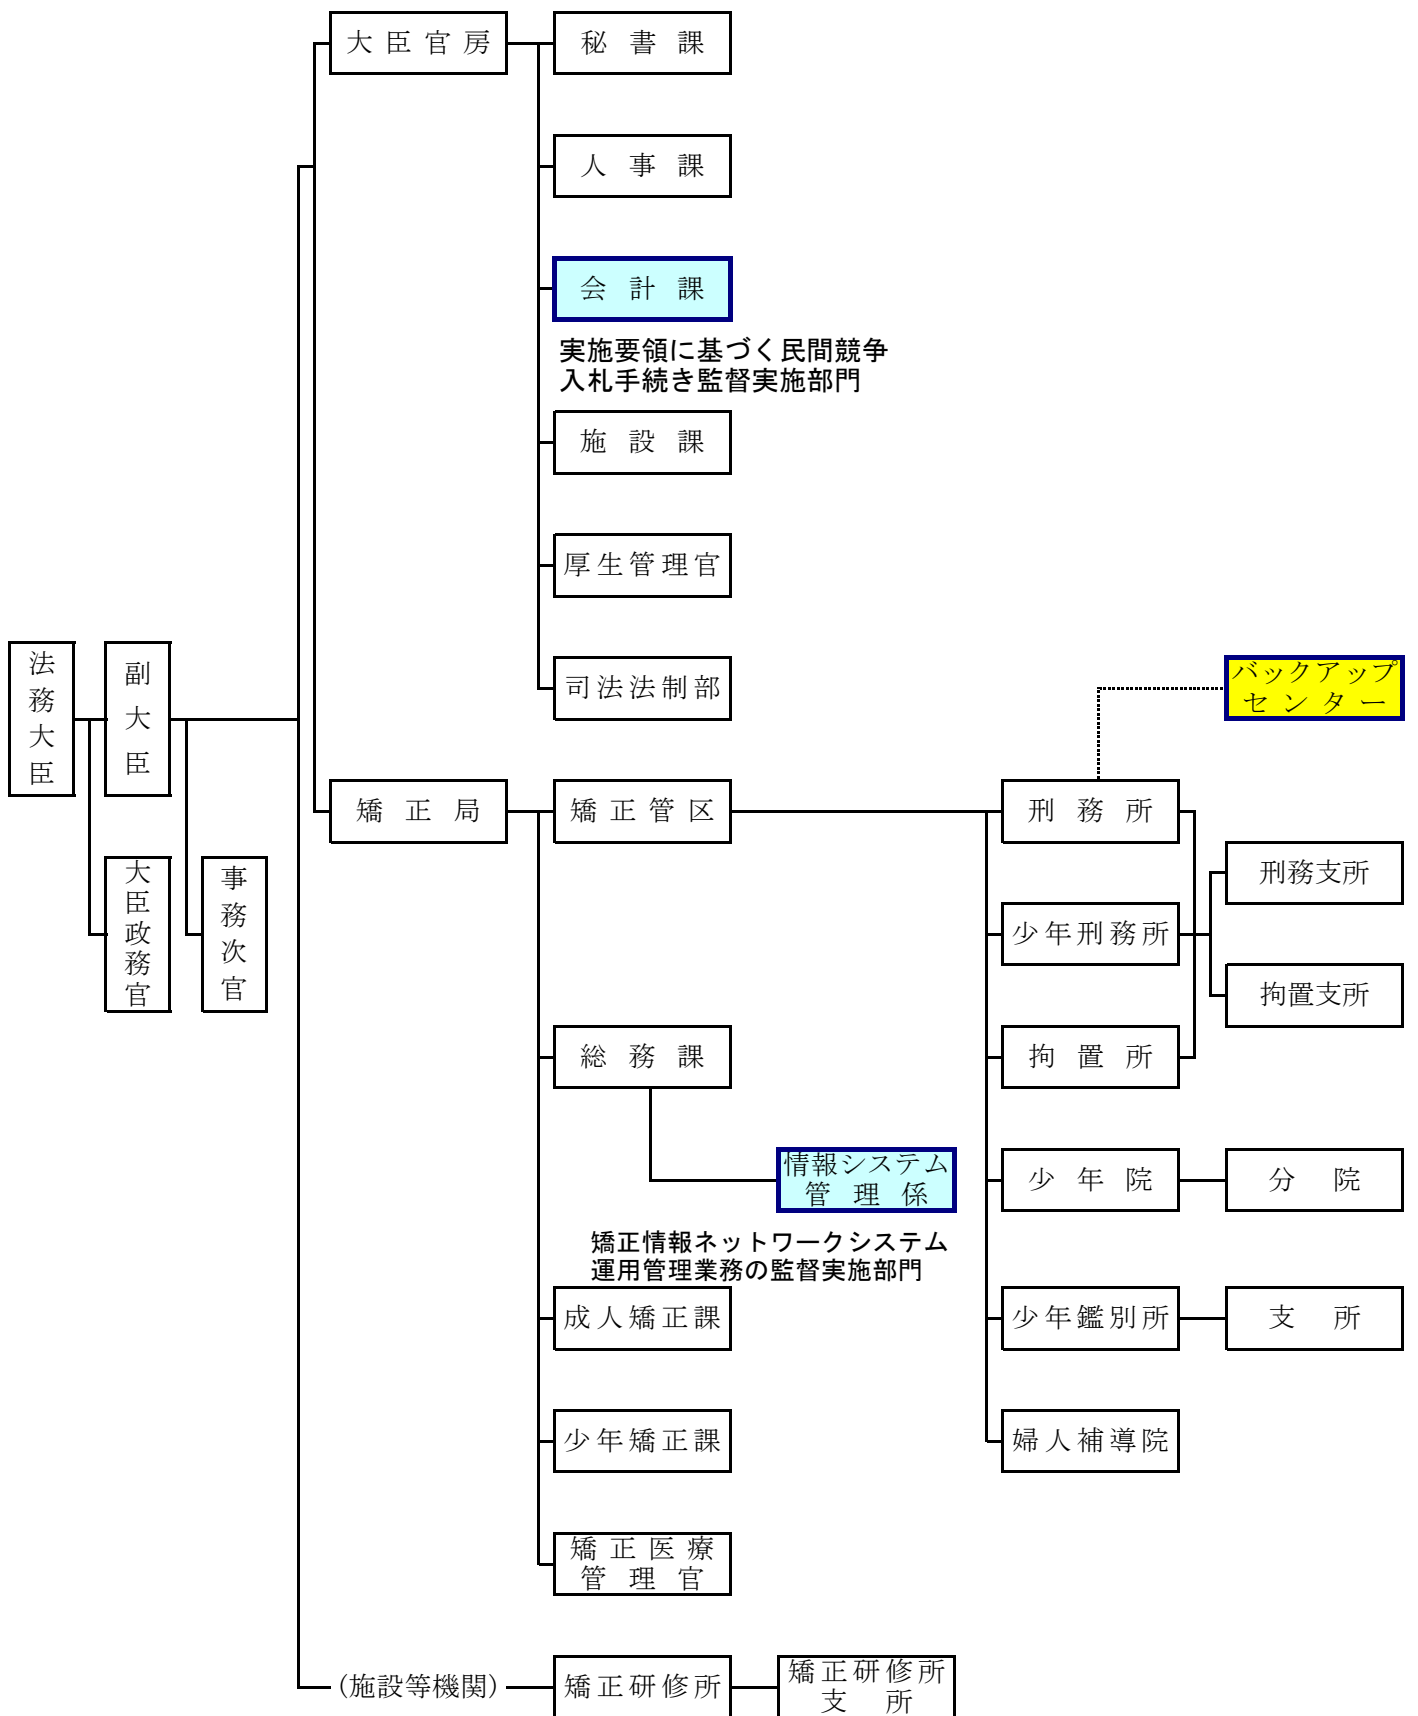 大臣官房
秘書課
人事課
会計課
実施要領に基づく民間競争
入札手続き監督実施部門
施設課
厚生管理官
司法法制部
法務大臣
副大臣
大臣政務官
事務次官
バックアップ
センター
矯正局
矯正管区
刑務所
刑務支所
少年刑務所
拘置支所
総務課
拘置所
情報システム
管理係
少年院
分院
矯正情報ネットワークシステム
運用管理業務の監督実施部門
成人矯正課
少年鑑別所
支所
少年矯正課
婦人補導院
矯正医療
管理官
(施設等機関)
矯正研修所
矯正研修所
支所